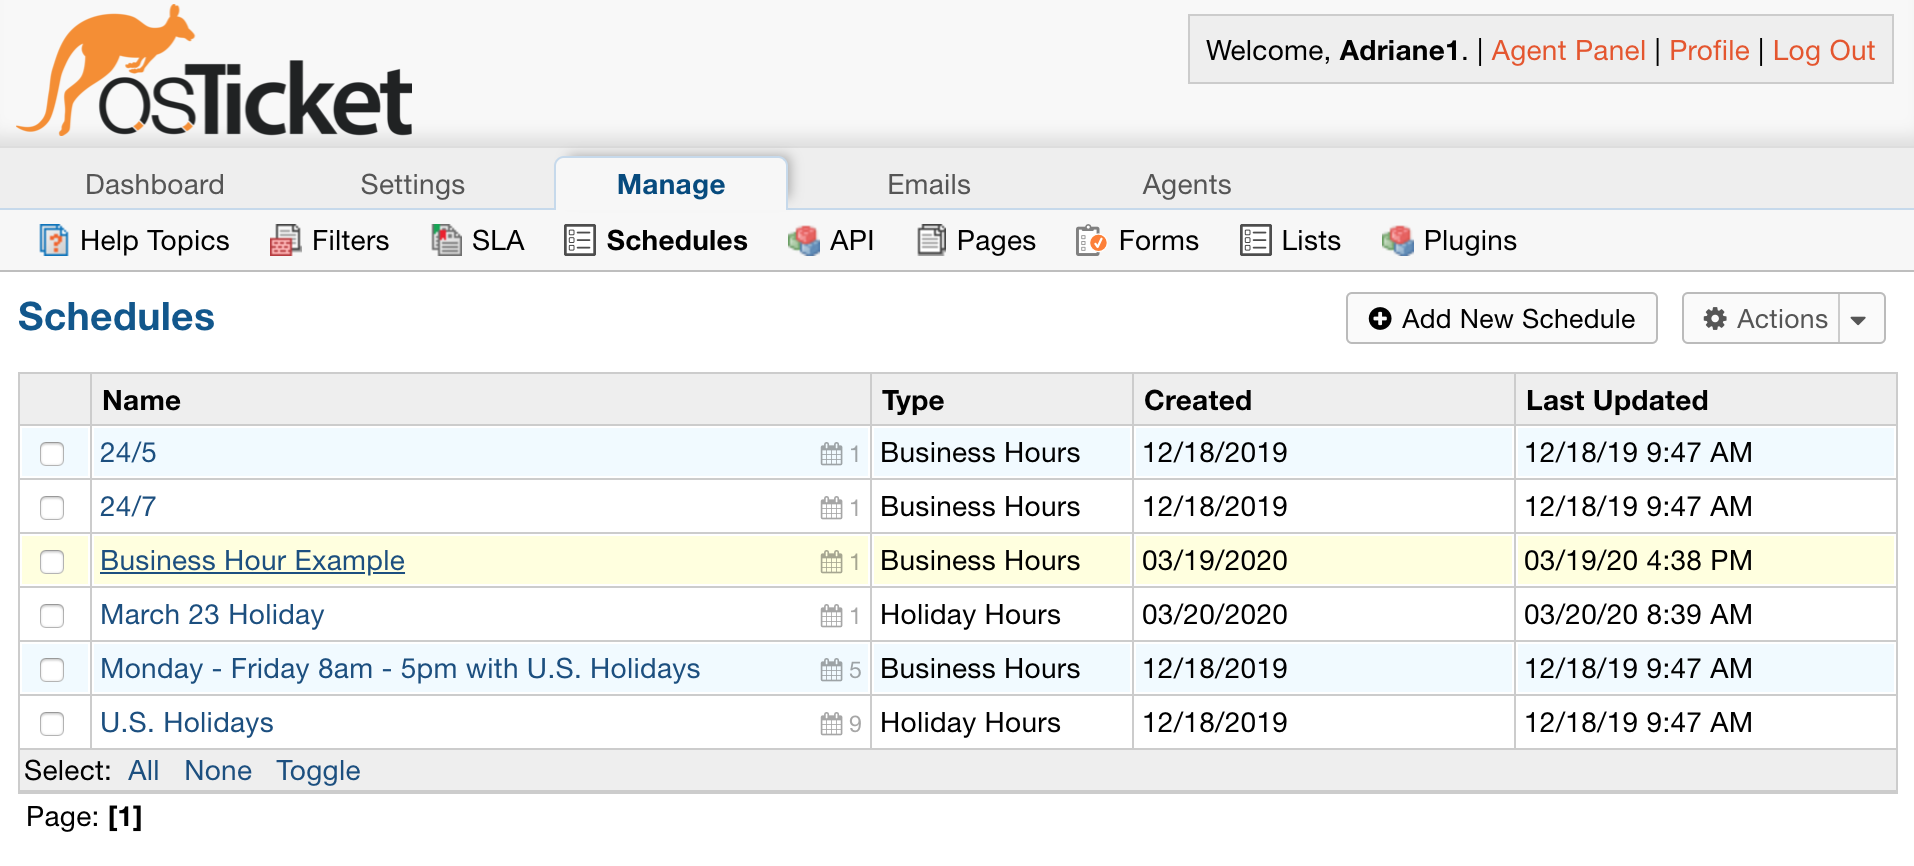 osTicket
Welcome, Adriane1. | Agent Panel | Profile | Log Out
Dashboard Settings Manage Emails Agents
Help Topics Filters SLA Schedules API Pages Forms Lists Plugins
Schedules Add New Schedule Actions
Name Type Created Last Updated
24/5 1 Business Hours 12/18/2019 12/18/19 9:47 AM
24/7 1 Business Hours 12/18/2019 12/18/19 9:47 AM
Business Hour Example 1 Business Hours 03/19/2020 03/19/20 4:38 PM
March 23 Holiday 1 Holiday Hours 03/20/2020 03/20/20 8:39 AM
Monday - Friday 8am - 5pm with U.S. Holidays 5 Business Hours 12/18/2019 12/18/19 9:47 AM
U.S. Holidays 9 Holiday Hours 12/18/2019 12/18/19 9:47 AM
Select: All None Toggle
Page: [1]